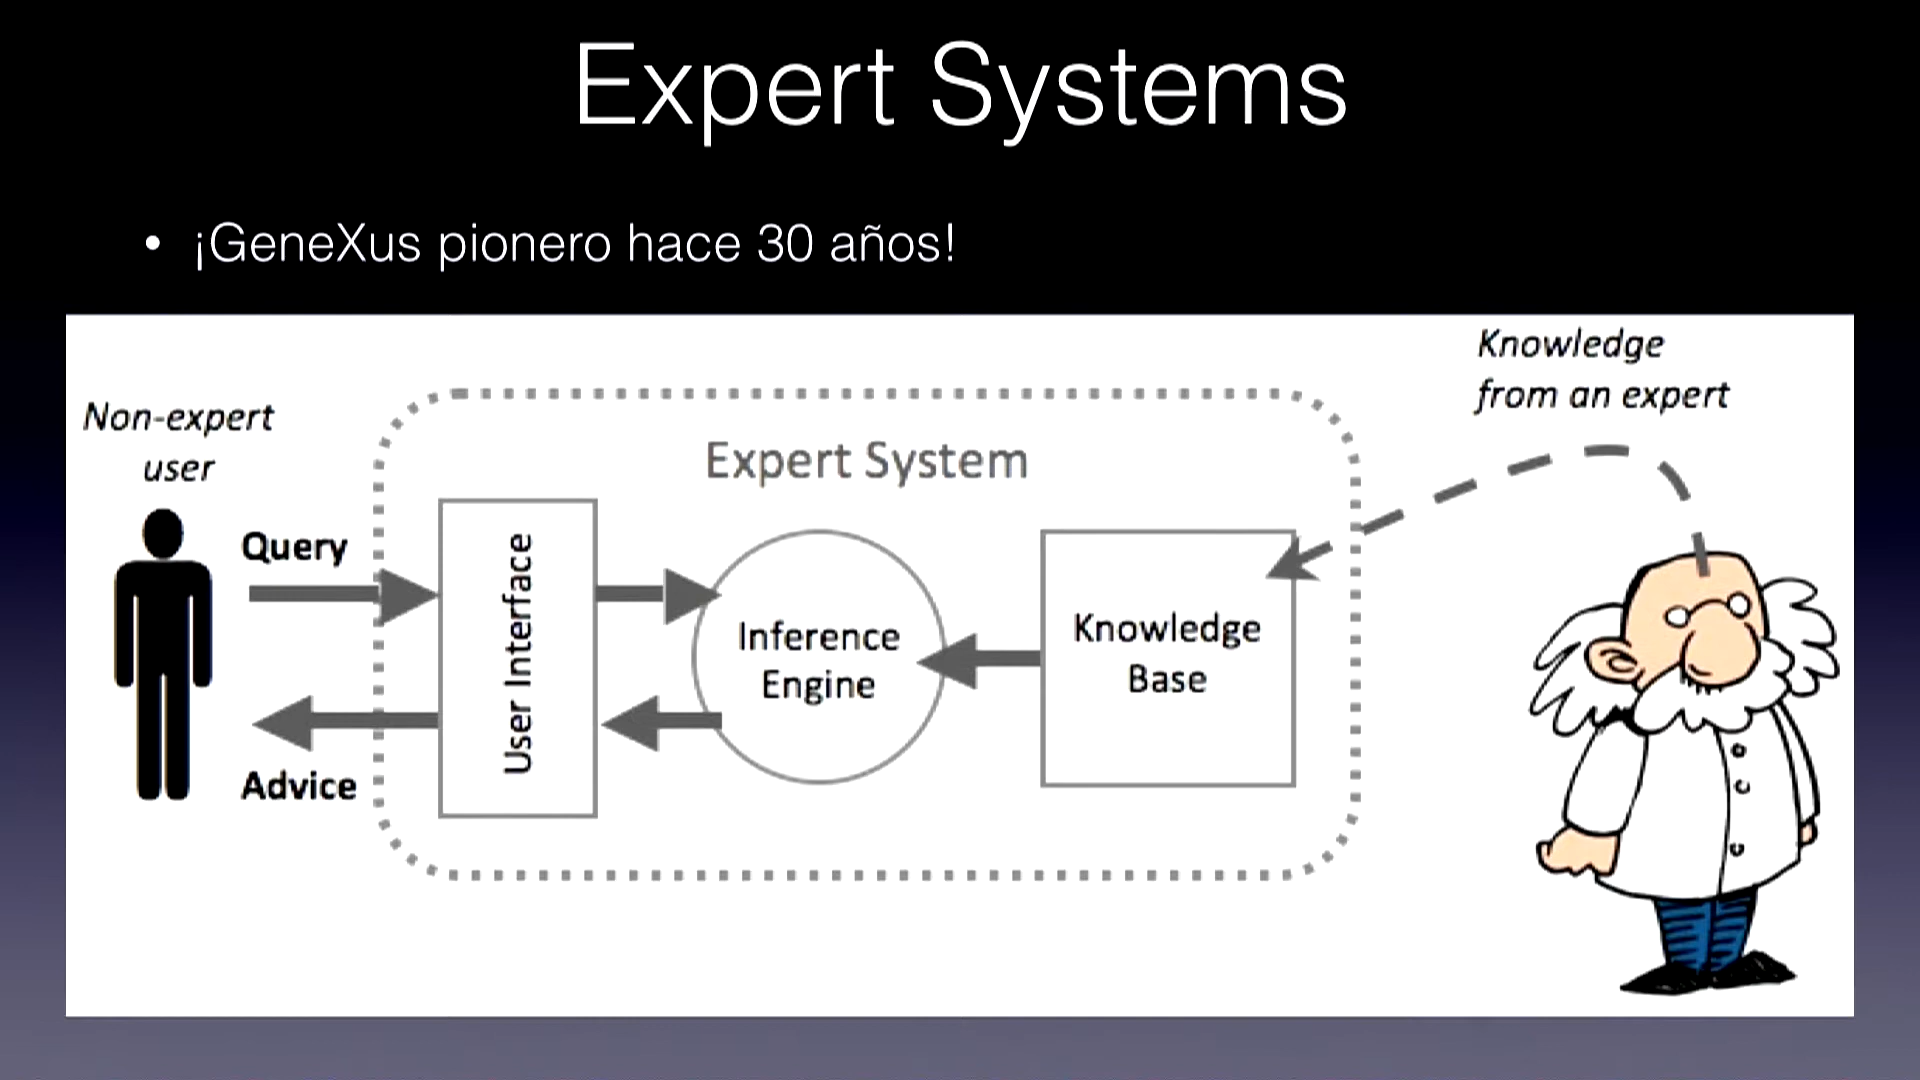 Expert Systems
• ¡GeneXus pionero hace 30 años!
Knowledge
from an expert
Non-expert
user
Expert System
Query
User Interface
Inference
Engine
Knowledge
Base
Advice